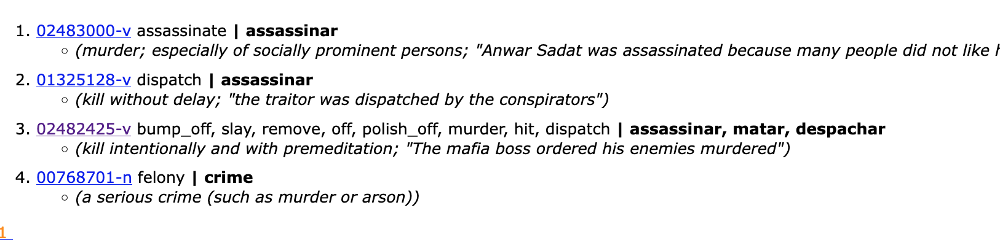 1. 02483000-v assassinate | assassinar
(murder; especially of socially prominent persons; "Anwar Sadat was assassinated because many people did not like
2. 01325128-v dispatch | assassinar
(kill without delay; "the traitor was dispatched by the conspirators")
3. 02482425-v bump_off, slay, remove, off, polish_off, murder, hit, dispatch | assassinar, matar, despachar
(kill intentionally and with premeditation; "The mafia boss ordered his enemies murdered")
4. 00768701-n felony | crime
(a serious crime (such as murder or arson))
1